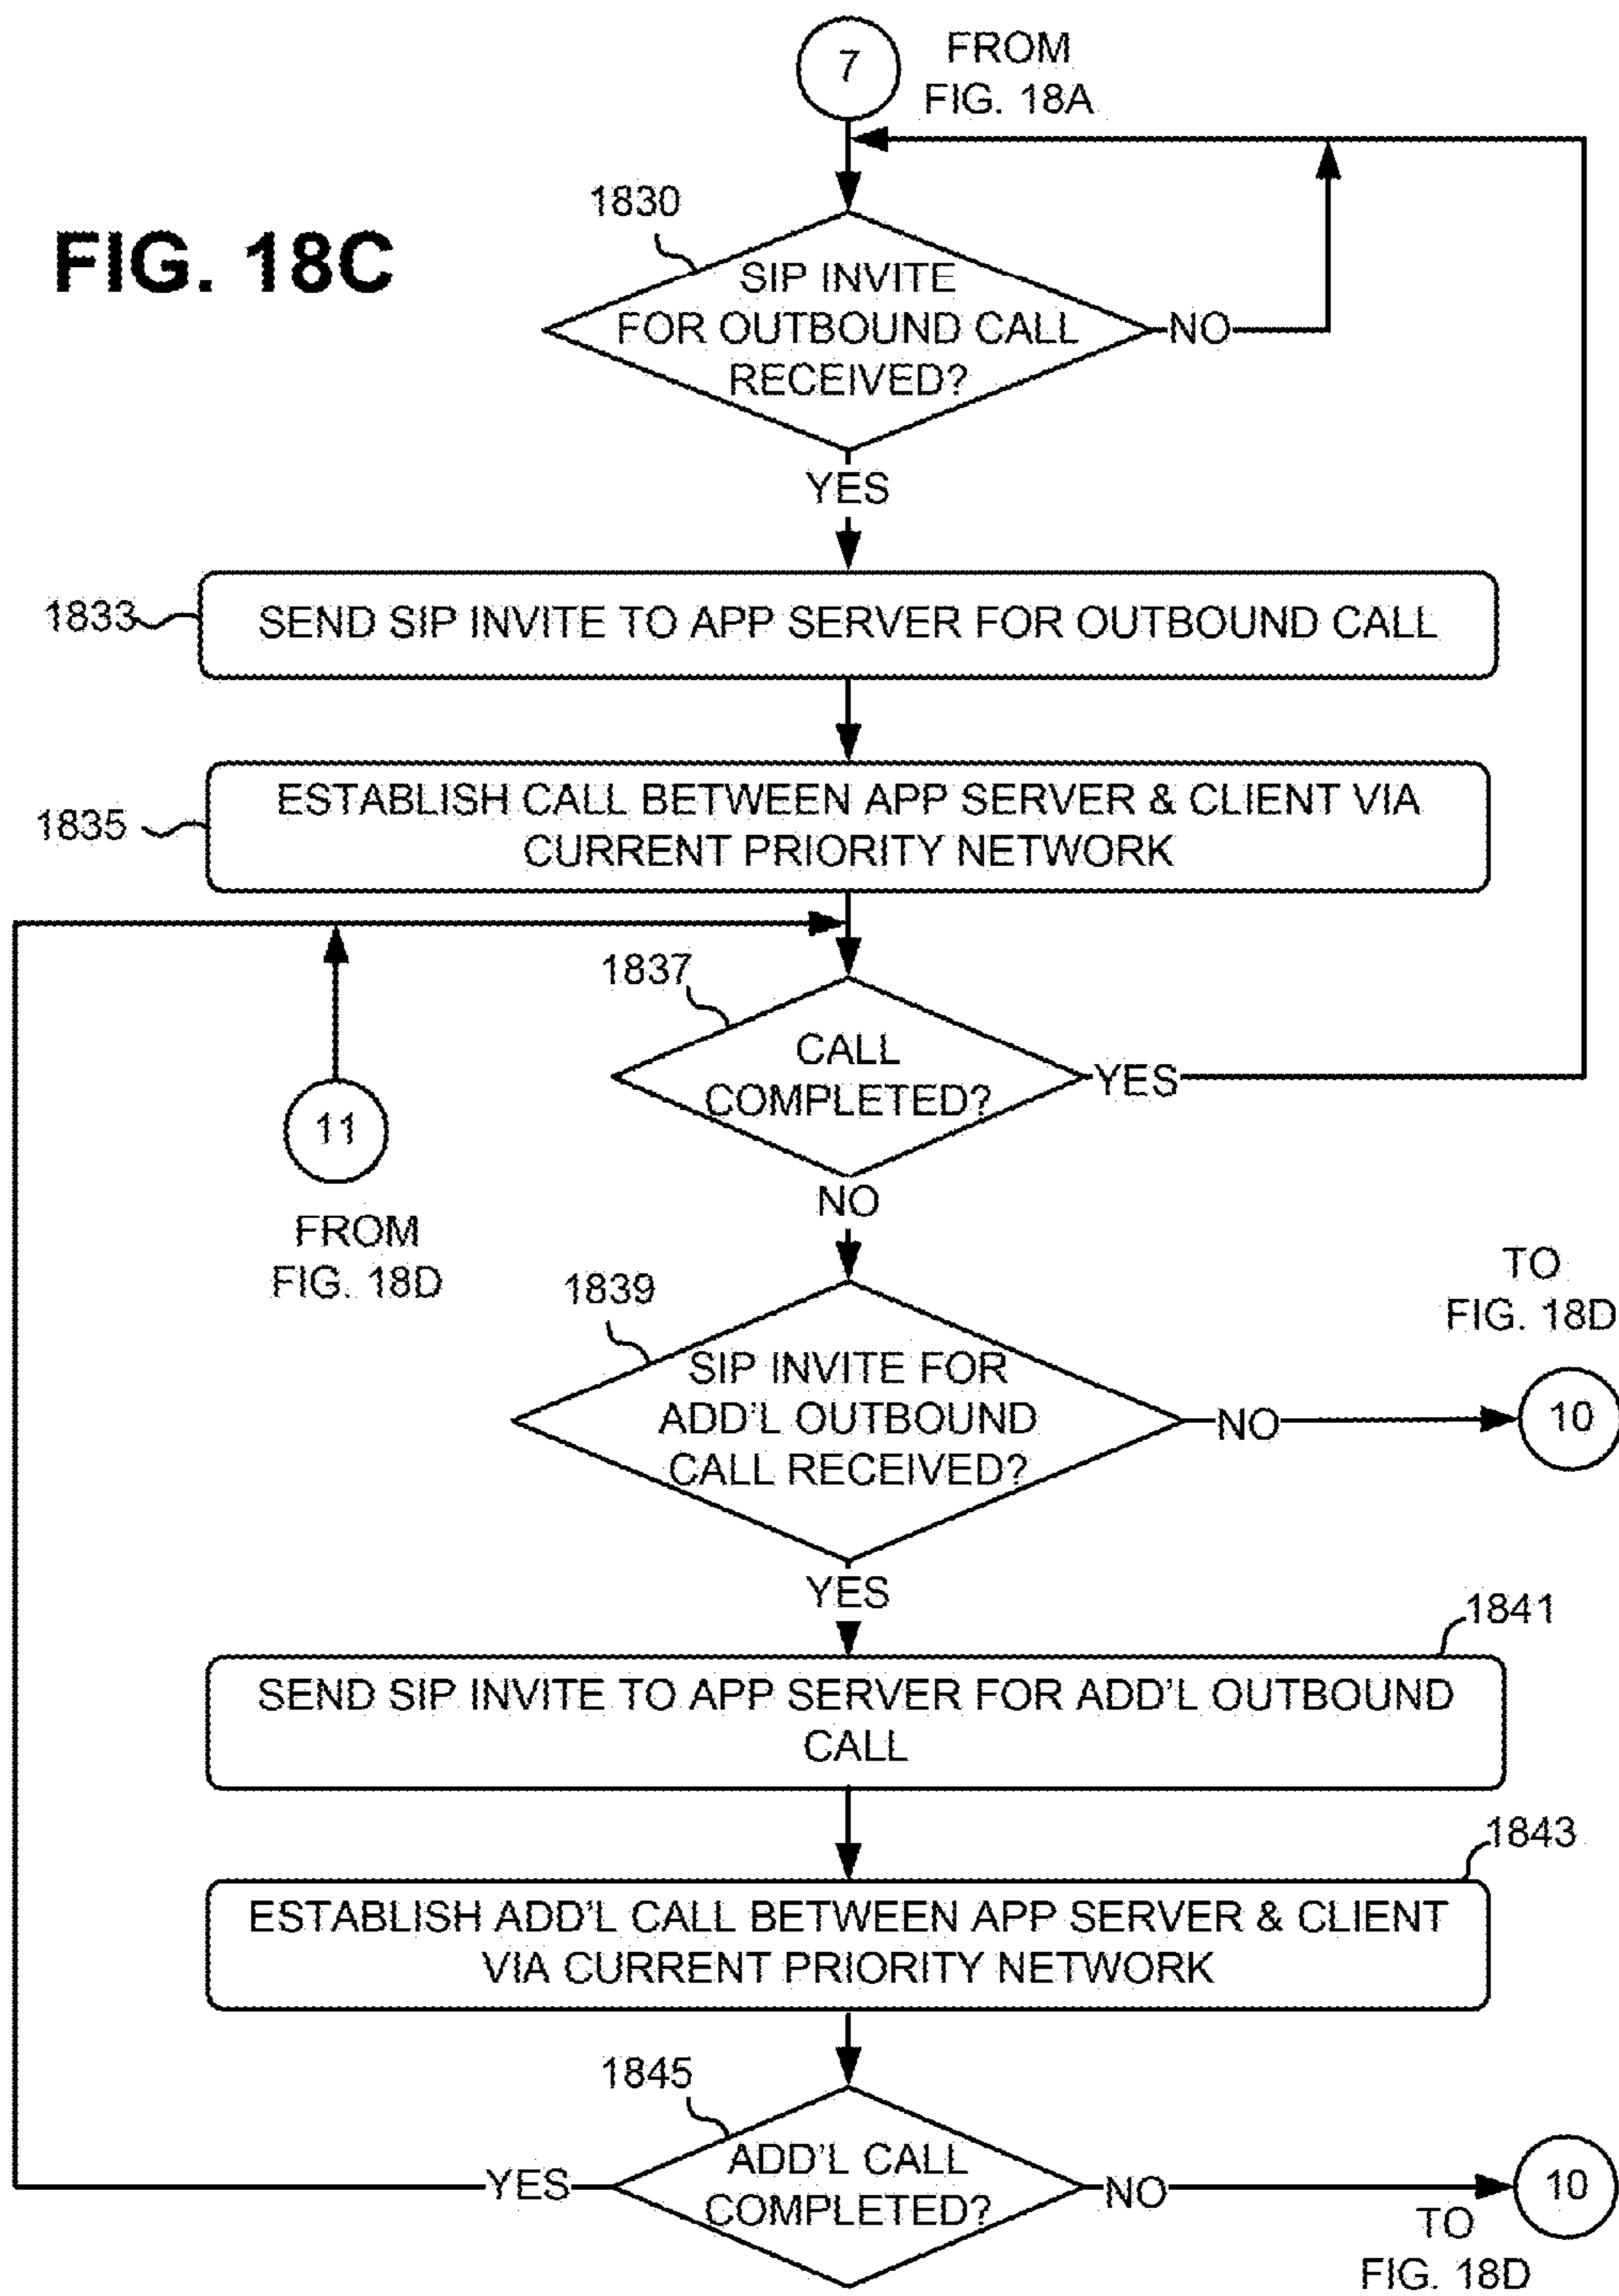 7
FROM
FIG. 18A
1830
FIG. 18C
SIP INVITE
FOR OUTBOUND CALL
RECEIVED?
NO
YES
1833
SEND SIP INVITE TO APP SERVER FOR OUTBOUND CALL
1835
ESTABLISH CALL BETWEEN APP SERVER & CLIENT VIA
CURRENT PRIORITY NETWORK
1837
CALL
COMPLETED?
YES
11
NO
FROM
FIG. 18D
TO
FIG. 18D
1839
SIP INVITE FOR
ADD'L OUTBOUND
CALL RECEIVED?
NO
10
YES
1841
SEND SIP INVITE TO APP SERVER FOR ADD'L OUTBOUND
CALL
1843
ESTABLISH ADD'L CALL BETWEEN APP SERVER & CLIENT
VIA CURRENT PRIORITY NETWORK
1845
ADD'L CALL
COMPLETED?
YES
NO
10
TO
FIG. 18D